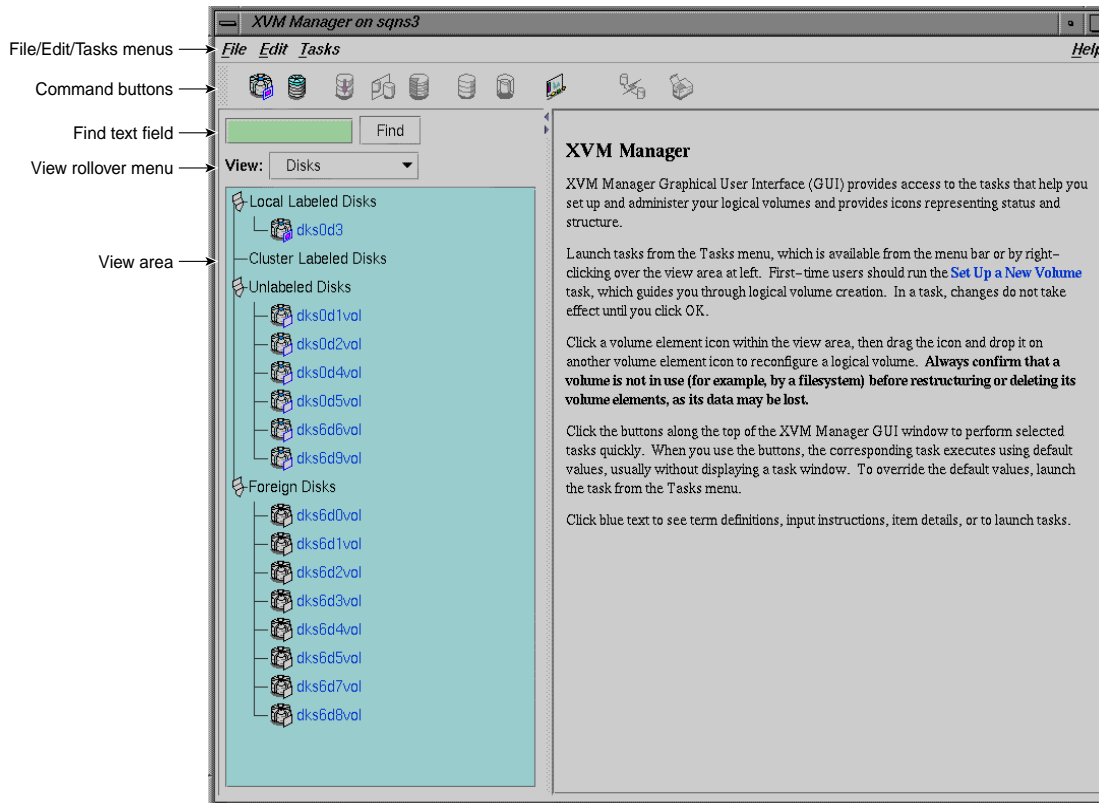 XVM Manager on sqns3
File/Edit/Tasks menus
File Edit Tasks
Help
Command buttons
Find text field
Find
View rollover menu
View: Disks
View area
Local Labeled Disks
dks0d3
Cluster Labeled Disks
Unlabeled Disks
dks0d1vol
dks0d2vol
dks0d4vol
dks0d5vol
dks6d6vol
dks6d9vol
Foreign Disks
dks6d0vol
dks6d1vol
dks6d2vol
dks6d3vol
dks6d4vol
dks6d5vol
dks6d7vol
dks6d8vol
XVM Manager
XVM Manager Graphical User Interface (GUI) provides access to the tasks that help you
set up and administer your logical volumes and provides icons representing status and
structure.
Launch tasks from the Tasks menu, which is available from the menu bar or by right-
clicking over the view area at left. First-time users should run the Set Up a New Volume
task, which guides you through logical volume creation. In a task, changes do not take
effect until you click OK.
Click a volume element icon within the view area, then drag the icon and drop it on
another volume element icon to reconfigure a logical volume. Always confirm that a
volume is not in use (for example, by a filesystem) before restructuring or deleting its
volume elements, as its data may be lost.
Click the buttons along the top of the XVM Manager GUI window to perform selected
tasks quickly. When you use the buttons, the corresponding task executes using default
values, usually without displaying a task window. To override the default values, launch
the task from the Tasks menu.
Click blue text to see term definitions, input instructions, item details, or to launch tasks.